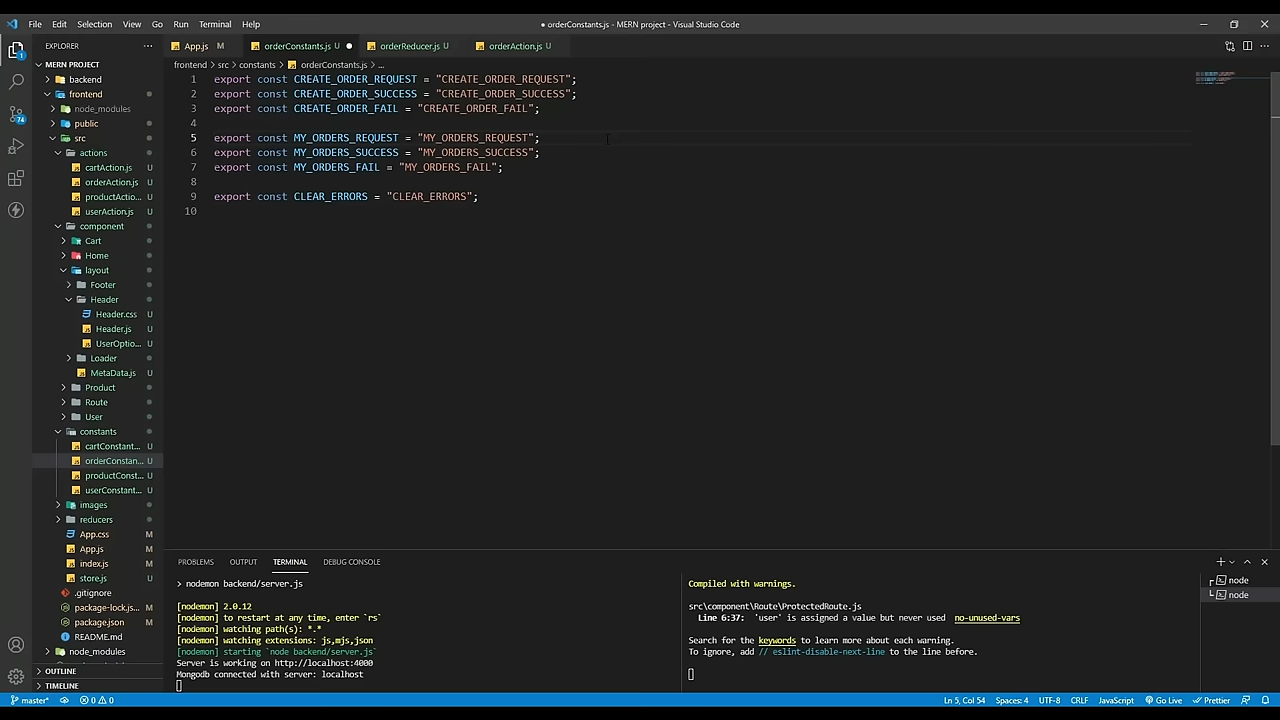 File Edit Selection View Go Run Terminal Help
● orderConstants.js - MERN project - Visual Studio Code
EXPLORER
App.js M
orderConstants.js U
orderReducer.js U
orderAction.js U
frontend > src > constants > orderConstants.js > ...
MERN PROJECT
backend
frontend
node_modules
public
src
actions
cartAction.js U
orderAction.js U
productActio... U
userAction.js U
component
Cart
Home
layout
Footer
Header
Header.css U
Header.js U
UserOptio... U
Loader
MetaData.js U
Product
Route
User
constants
cartConstant... U
orderConstan... U
productConst... U
userConstant... U
images
reducers
App.css M
App.js M
index.js M
store.js U
.gitignore
package-lock.js... M
package.json M
README.md
node_modules
OUTLINE
TIMELINE
1 export const CREATE_ORDER_REQUEST = "CREATE_ORDER_REQUEST";
2 export const CREATE_ORDER_SUCCESS = "CREATE_ORDER_SUCCESS";
3 export const CREATE_ORDER_FAIL = "CREATE_ORDER_FAIL";
4
5 export const MY_ORDERS_REQUEST = "MY_ORDERS_REQUEST";
6 export const MY_ORDERS_SUCCESS = "MY_ORDERS_SUCCESS";
7 export const MY_ORDERS_FAIL = "MY_ORDERS_FAIL";
8
9 export const CLEAR_ERRORS = "CLEAR_ERRORS";
10
PROBLEMS OUTPUT TERMINAL DEBUG CONSOLE
> nodemon backend/server.js
[nodemon] 2.0.12
[nodemon] to restart at any time, enter `rs`
[nodemon] watching path(s): *.*
[nodemon] watching extensions: js,mjs,json
[nodemon] starting `node backend/server.js`
Server is working on http://localhost:4000
Mongodb connected with server: localhost
Compiled with warnings.
src\component\Route\ProtectedRoute.js
Line 6:37: 'user' is assigned a value but never used no-unused-vars
Search for the keywords to learn more about each warning.
To ignore, add // eslint-disable-next-line to the line before.
node
node
1
74
master*
0 0
Ln 5, Col 54 Spaces: 4 UTF-8 CRLF JavaScript Go Live Prettier